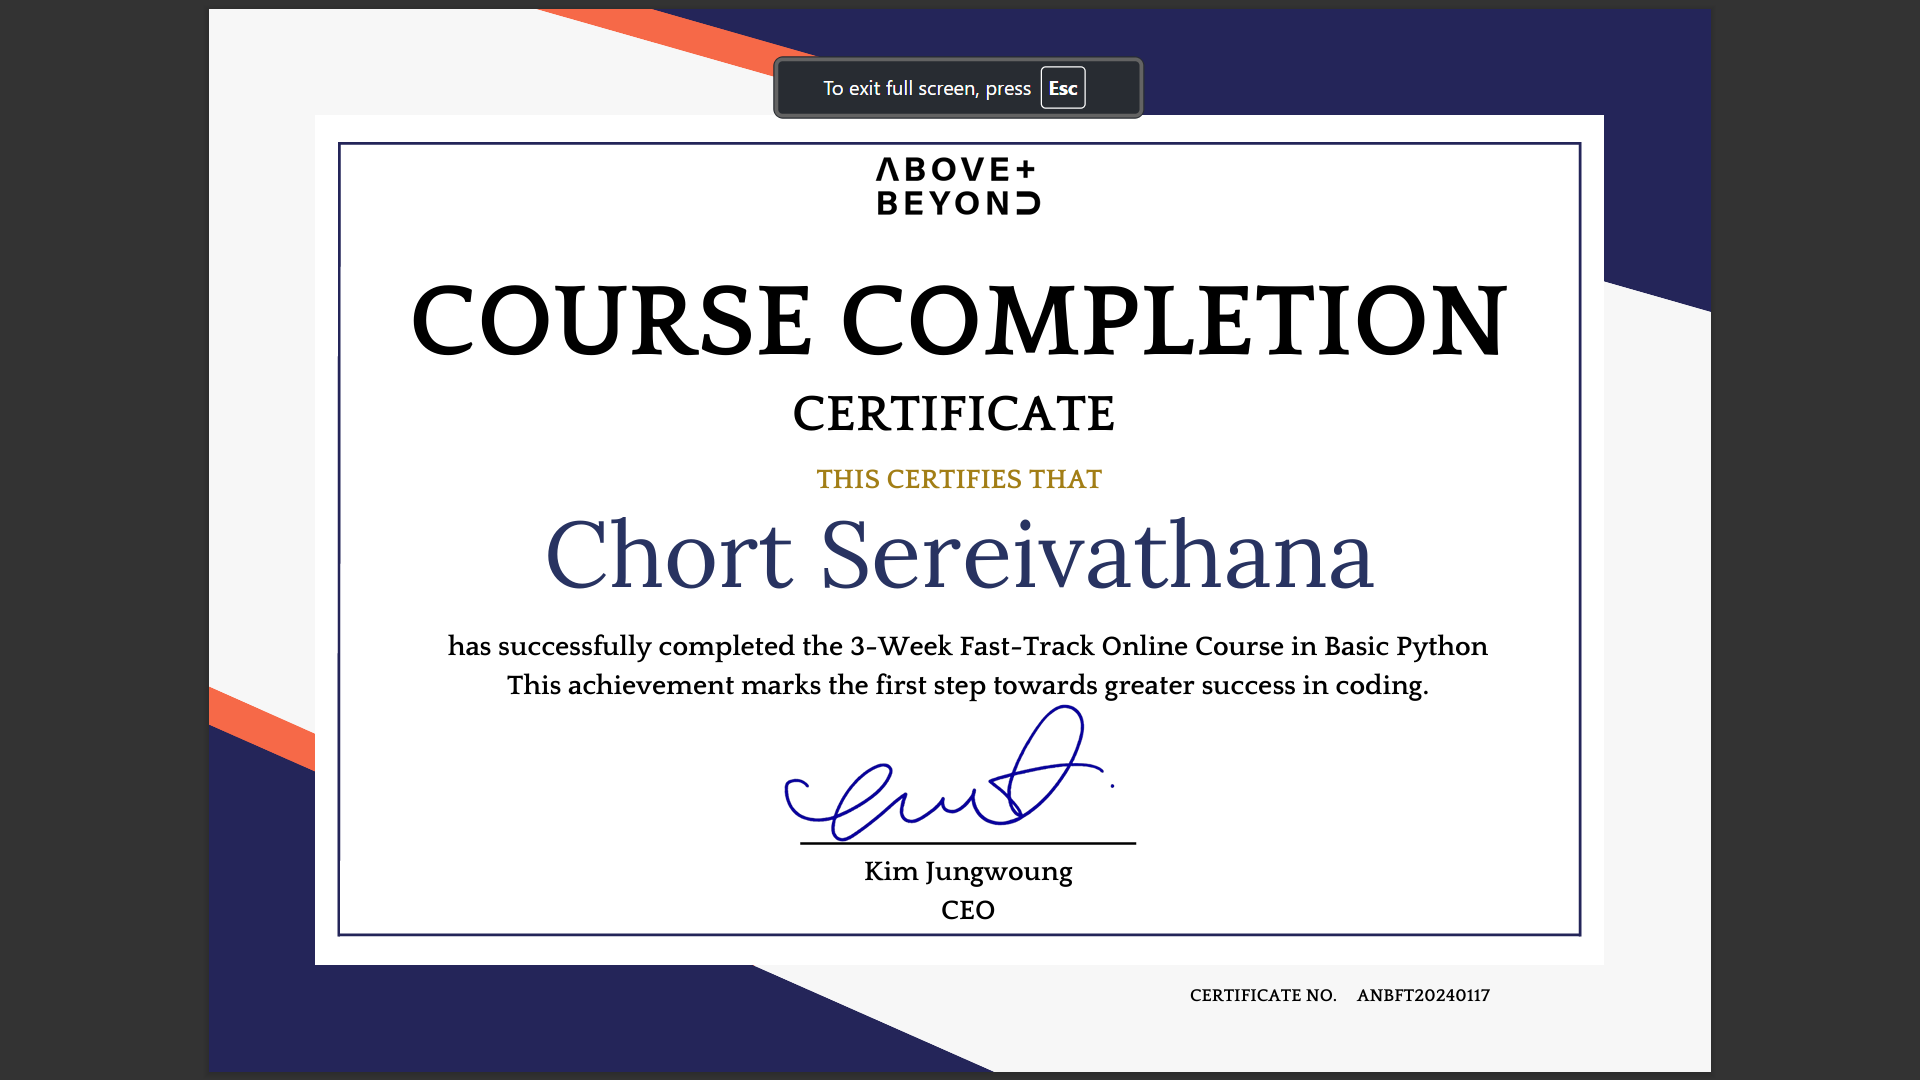 To exit full screen, press Esc
ABOVE+
BEYOND
COURSE COMPLETION
CERTIFICATE
THIS CERTIFIES THAT
Chort Sereivathana
has successfully completed the 3-Week Fast-Track Online Course in Basic Python
This achievement marks the first step towards greater success in coding.
Kim Jungwoung
CEO
CERTIFICATE NO. ANBFT20240117